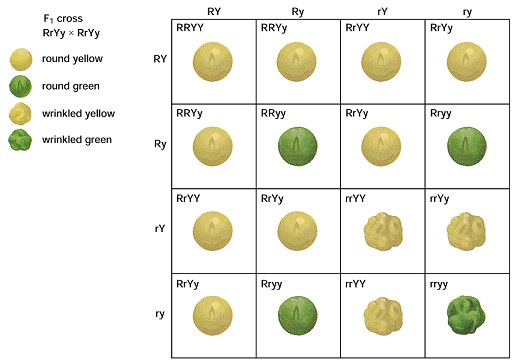 F₁ cross
RrYy × RrYy
round yellow
round green
wrinkled yellow
wrinkled green
RY Ry rY ry
RY RRYY RRYy RrYY RrYy
Ry RRYy RRyy RrYy Rryy
rY RrYY RrYy rrYY rrYy
ry RrYy Rryy rrYY rryy